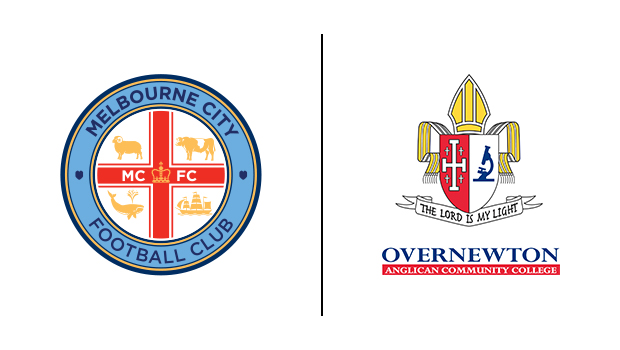 MELBOURNE CITY
MC FC
FOOTBALL CLUB
THE LORD IS MY LIGHT
OVERNEWTON
ANGLICAN COMMUNITY COLLEGE